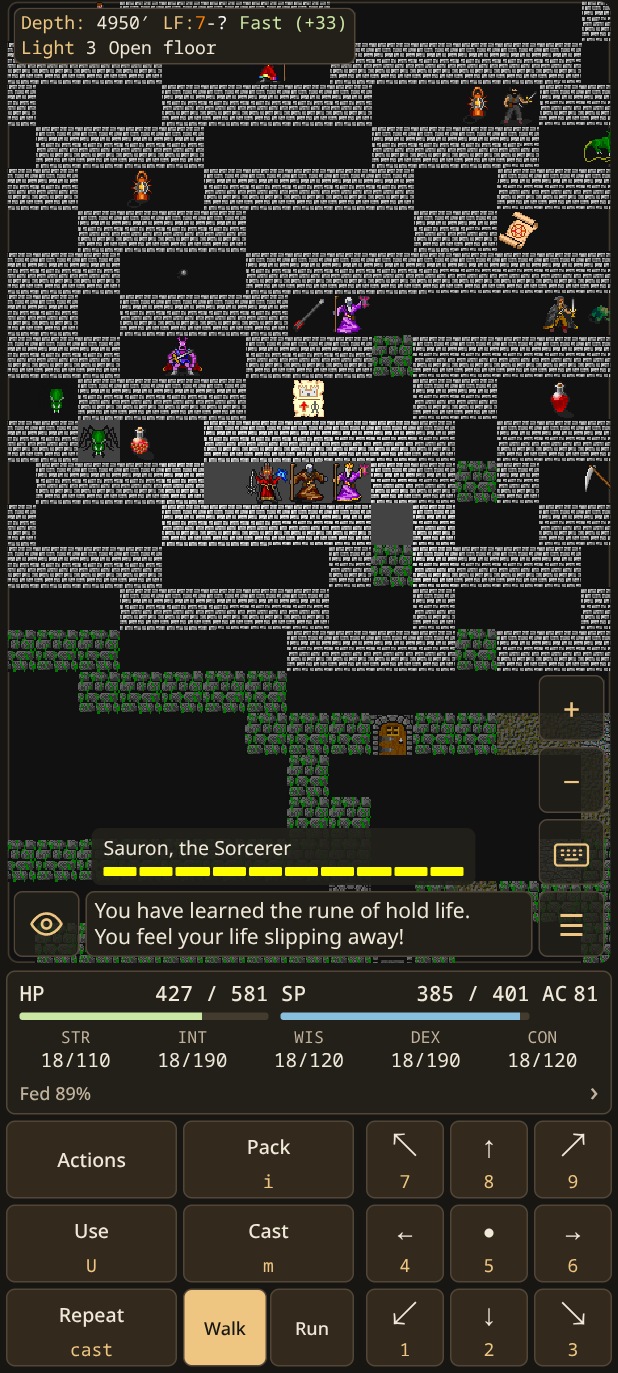 Depth: 4950′ LF:7-? Fast (+33)
Light 3 Open floor
+
−
Sauron, the Sorcerer
You have learned the rune of hold life.
You feel your life slipping away!
HP 427 / 581 SP 385 / 401 AC 81
STR INT WIS DEX CON
18/110 18/190 18/120 18/190 18/120
Fed 89% ›
Actions
Pack
i
↖ ↑ ↗
7 8 9
Use
U
Cast
m
← • →
4 5 6
Repeat
cast
Walk
Run
↙ ↓ ↘
1 2 3